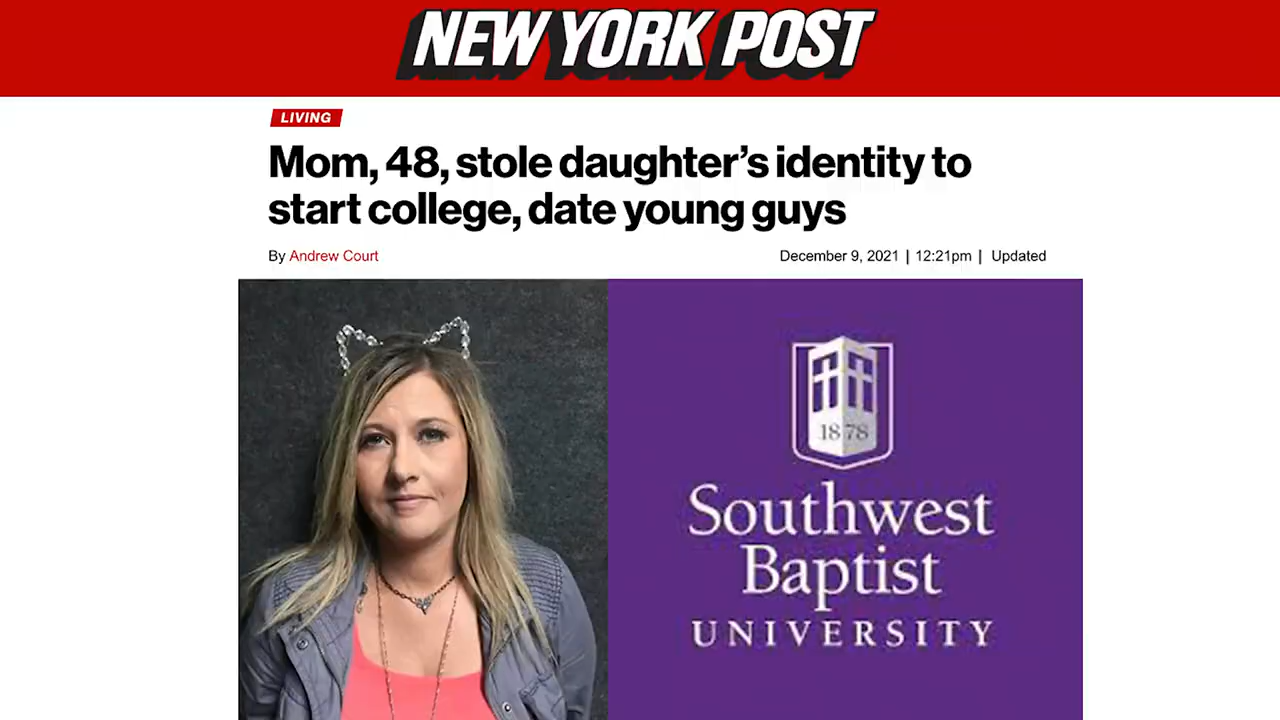 NEW YORK POST
LIVING
Mom, 48, stole daughter’s identity to
start college, date young guys
By Andrew Court
December 9, 2021 | 12:21pm | Updated
1878
Southwest
Baptist
UNIVERSITY